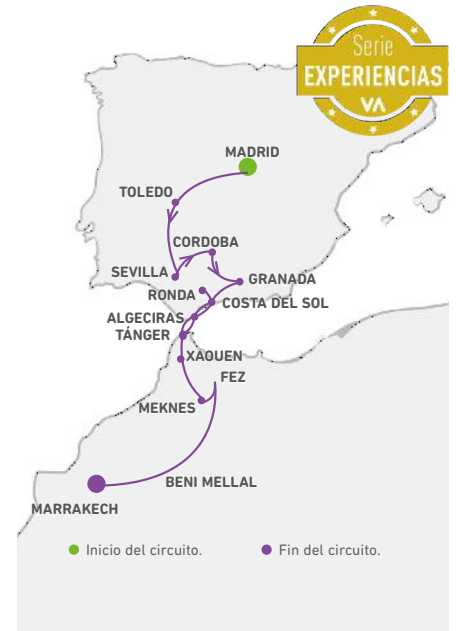 Serie
EXPERIENCIAS
VA
MADRID
TOLEDO
CORDOBA
SEVILLA
GRANADA
RONDA
COSTA DEL SOL
ALGECIRAS
TÁNGER
XAOUEN
FEZ
MEKNES
BENI MELLAL
MARRAKECH
Inicio del circuito.
Fin del circuito.